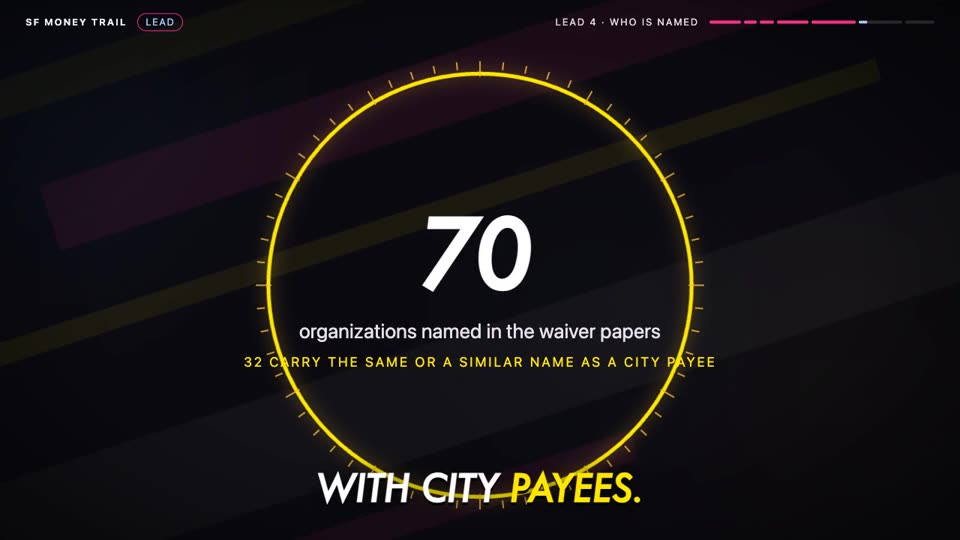 SF MONEY TRAIL LEAD
LEAD 4 · WHO IS NAMED
70
organizations named in the waiver papers
32 CARRY THE SAME OR A SIMILAR NAME AS A CITY PAYEE
WITH CITY PAYEES.